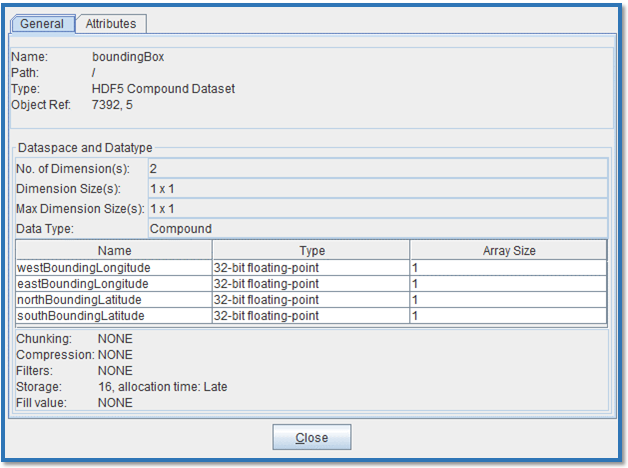 General Attributes
Name: boundingBox
Path: /
Type: HDF5 Compound Dataset
Object Ref: 7392, 5
Dataspace and Datatype
No. of Dimension(s): 2
Dimension Size(s): 1 x 1
Max Dimension Size(s): 1 x 1
Data Type: Compound
Name Type Array Size
westBoundingLongitude 32-bit floating-point 1
eastBoundingLongitude 32-bit floating-point 1
northBoundingLatitude 32-bit floating-point 1
southBoundingLatitude 32-bit floating-point 1
Chunking: NONE
Compression: NONE
Filters: NONE
Storage: 16, allocation time: Late
Fill value: NONE
Close